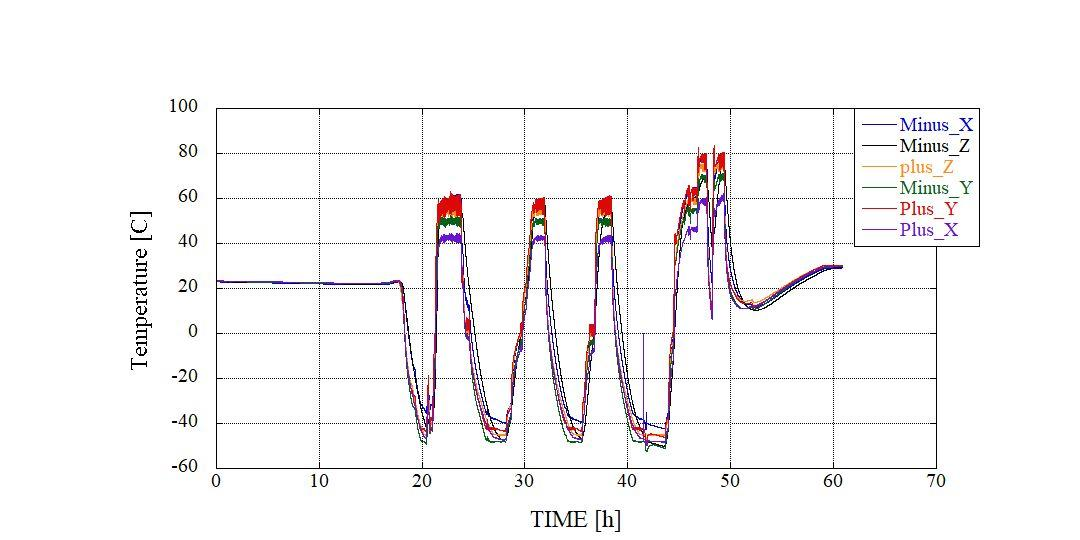 100
80
60
40
20
0
-20
-40
-60
0 10 20 30 40 50 60 70
Temperature [C]
TIME [h]
Minus_X
Minus_Z
plus_Z
Minus_Y
Plus_Y
Plus_X